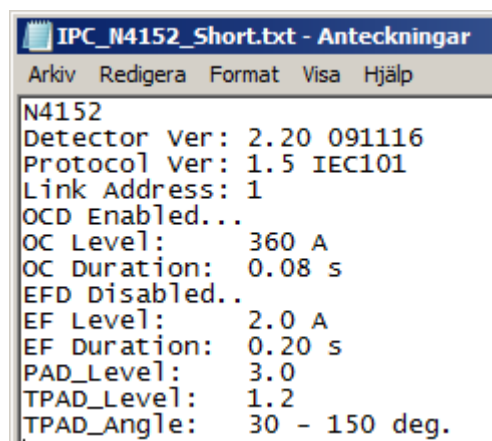 IPC_N4152_Short.txt - Anteckningar
Arkiv Redigera Format Visa Hjälp
N4152
Detector Ver: 2.20 091116
Protocol Ver: 1.5 IEC101
Link Address: 1
OCD Enabled...
OC Level: 360 A
OC Duration: 0.08 s
EFD Disabled..
EF Level: 2.0 A
EF Duration: 0.20 s
PAD_Level: 3.0
TPAD_Level: 1.2
TPAD_Angle: 30 - 150 deg.